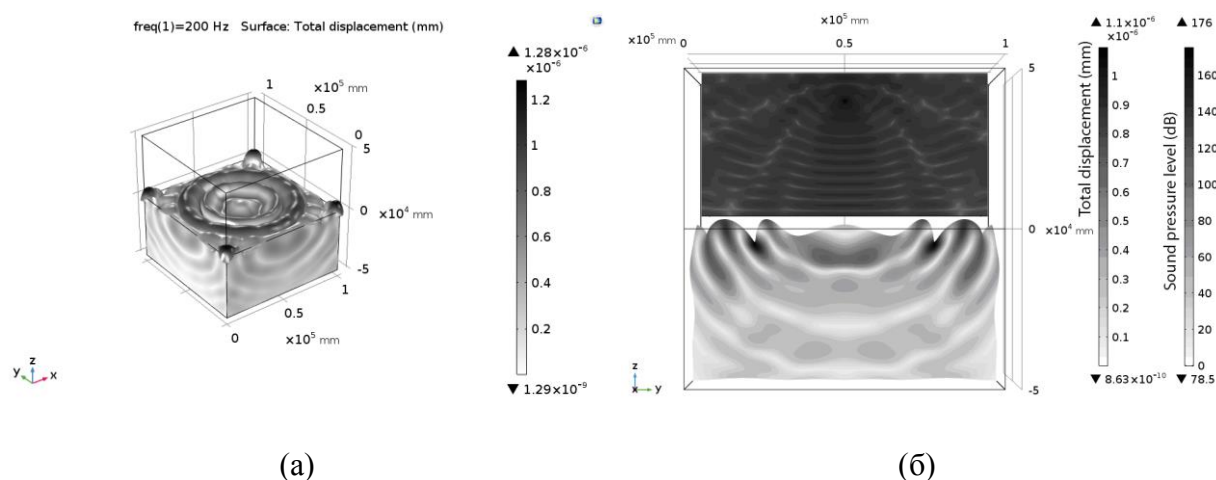 freq(1)=200 Hz Surface: Total displacement (mm)
▲ 1.28×10⁻⁶
×10⁻⁶
1.2
1
0.8
0.6
0.4
0.2
▼ 1.29×10⁻⁹
1
×10⁵ mm
0.5
0
5
0
×10⁴ mm
-5
1
0.5
×10⁵ mm
0
z
y
x
(а)
×10⁵ mm
×10⁵ mm
0
0.5
1
5
0
×10⁴ mm
-5
z
x
y
▲ 1.1×10⁻⁶
×10⁻⁶
1
0.9
0.8
0.7
0.6
0.5
0.4
0.3
0.2
0.1
▼ 8.63×10⁻¹⁰
Total displacement (mm)
▲ 176
160
140
120
100
80
60
40
20
0
▼ 78.5
Sound pressure level (dB)
(б)